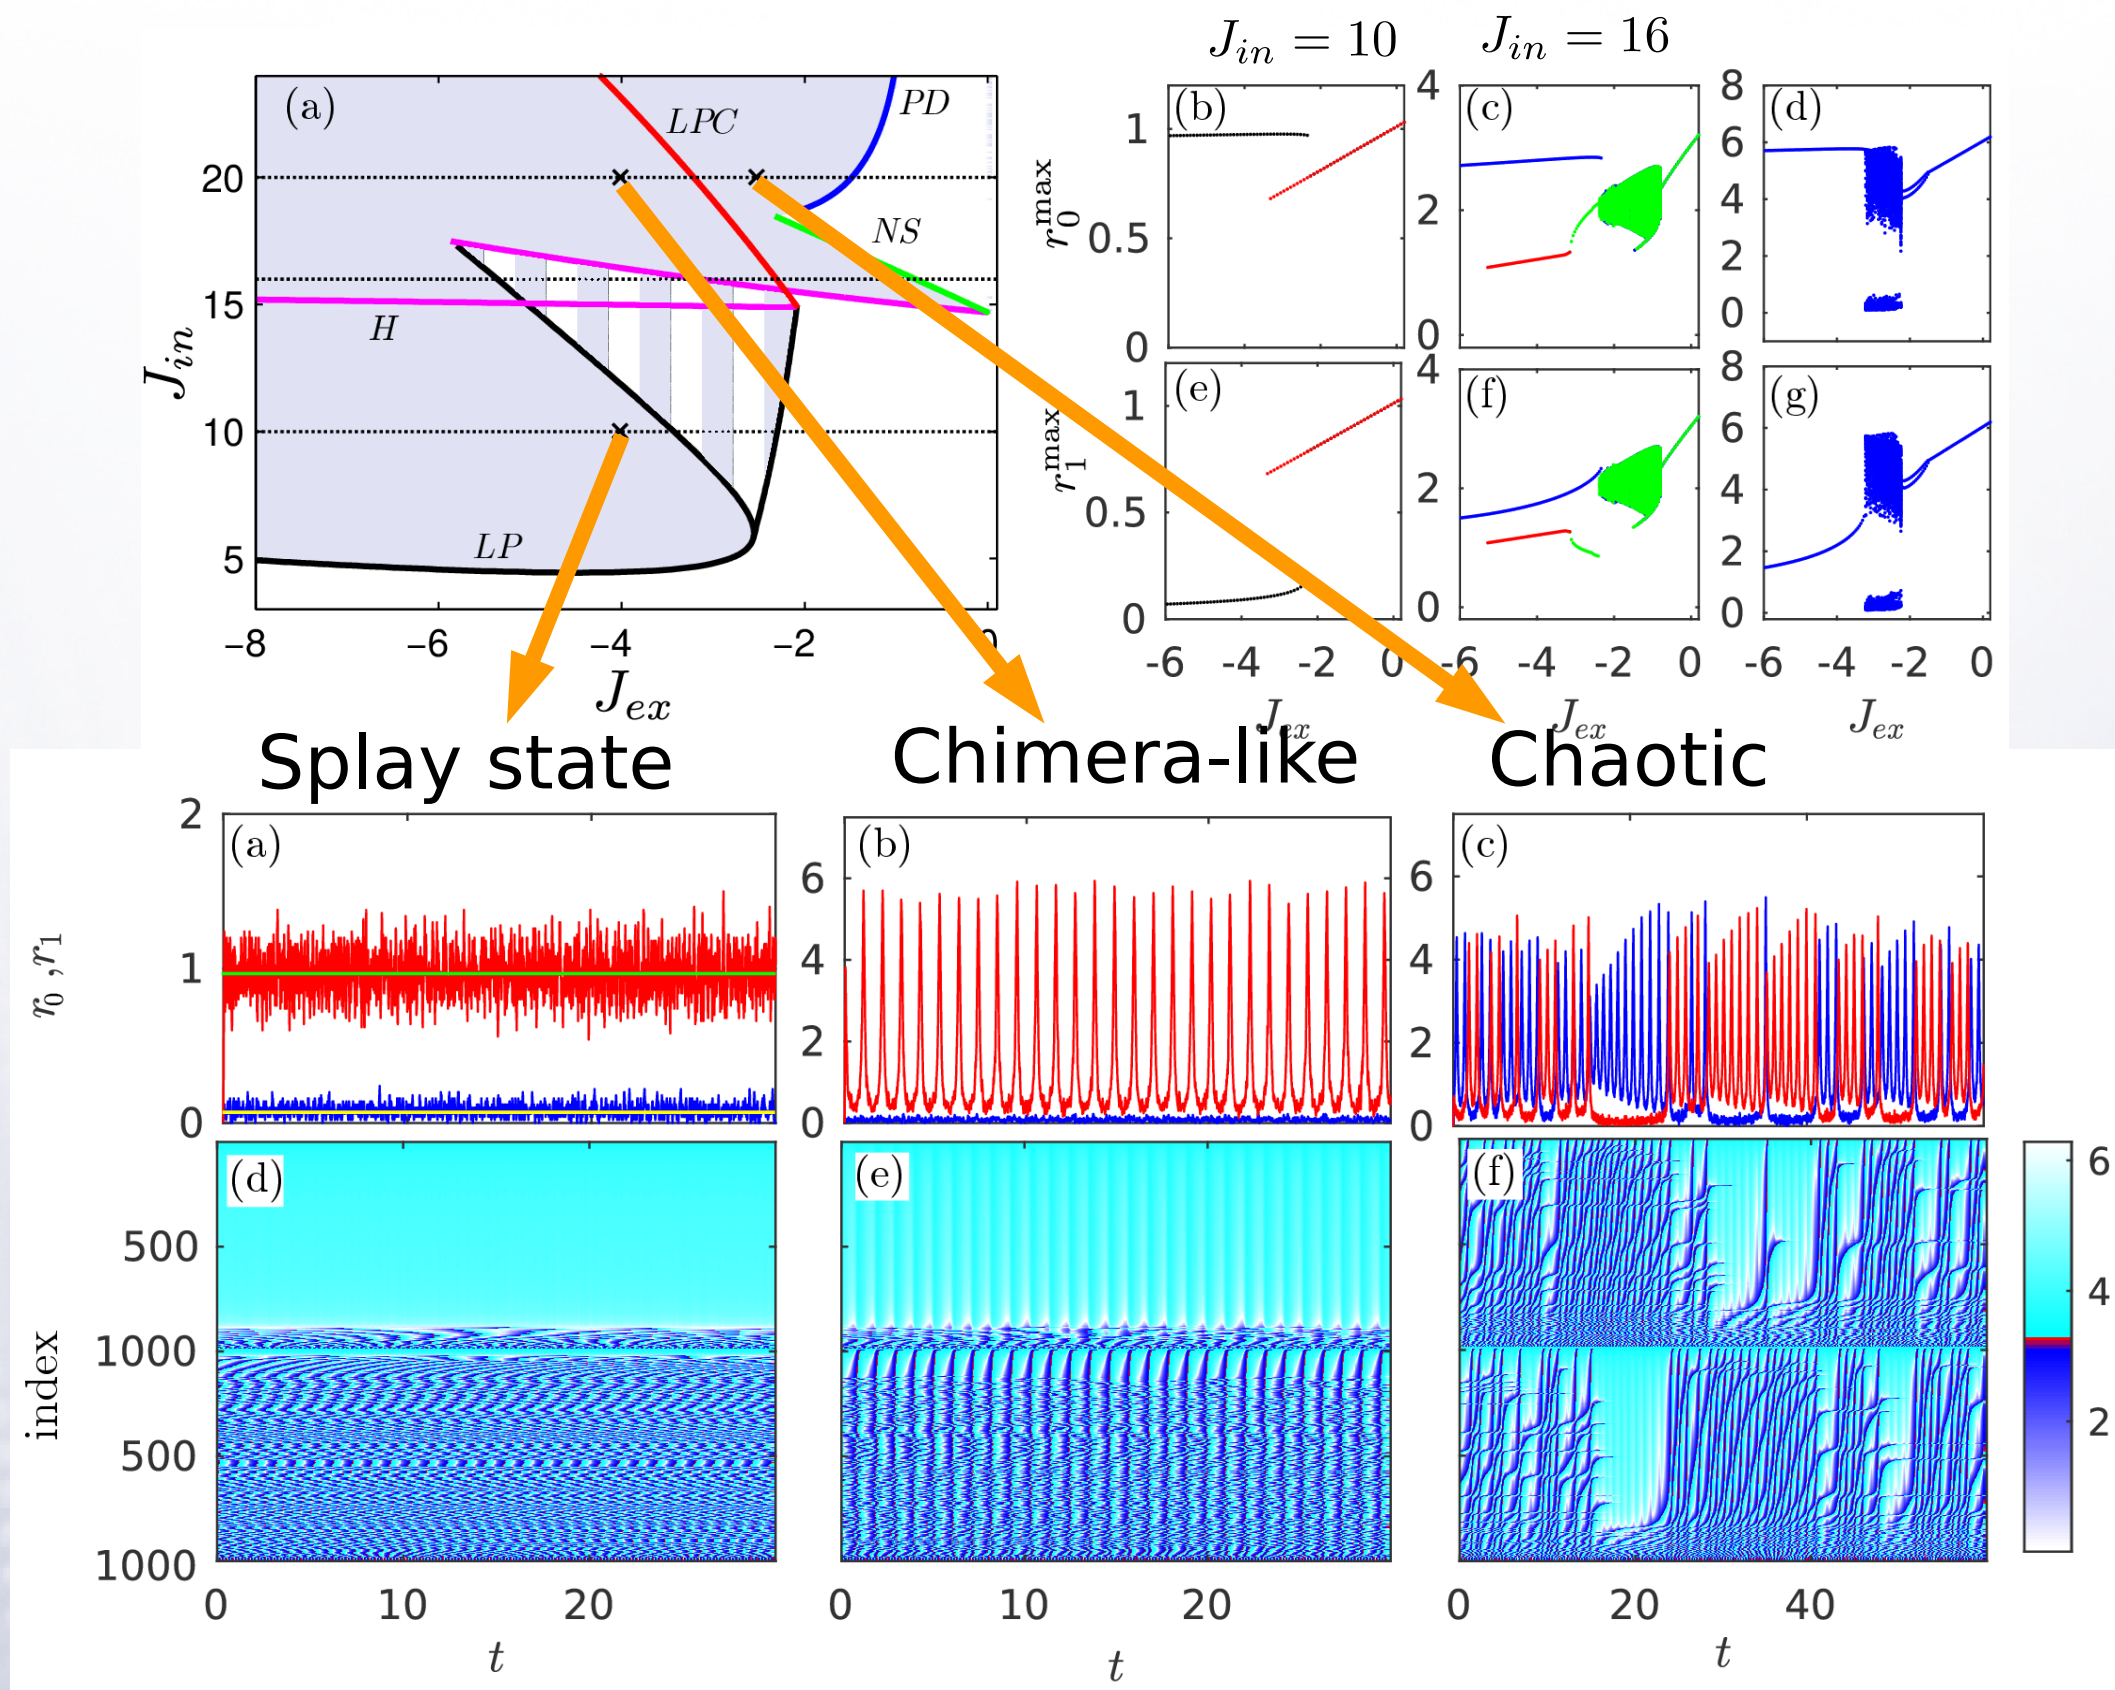 J_in = 10 J_in = 16
(a) LPC PD
NS
H
LP
20
15
10
5
J_in
-8 -6 -4 -2 0
J_ex
(b) (c) (d)
1
0.5
0
r_0^max
4
2
0
8
6
4
2
0
(e) (f) (g)
1
0.5
0
r_1^max
4
2
0
8
6
4
2
0
-6 -4 -2 0 -6 -4 -2 0 -6 -4 -2 0
J_ex J_ex J_ex
Splay state Chimera-like Chaotic
(a) (b) (c)
2
1
0
r_0, r_1
6
4
2
0
6
4
2
0
(d) (e) (f)
500
1000
500
1000
index
6
4
2
0 10 20 0 10 20 0 20 40
t t t